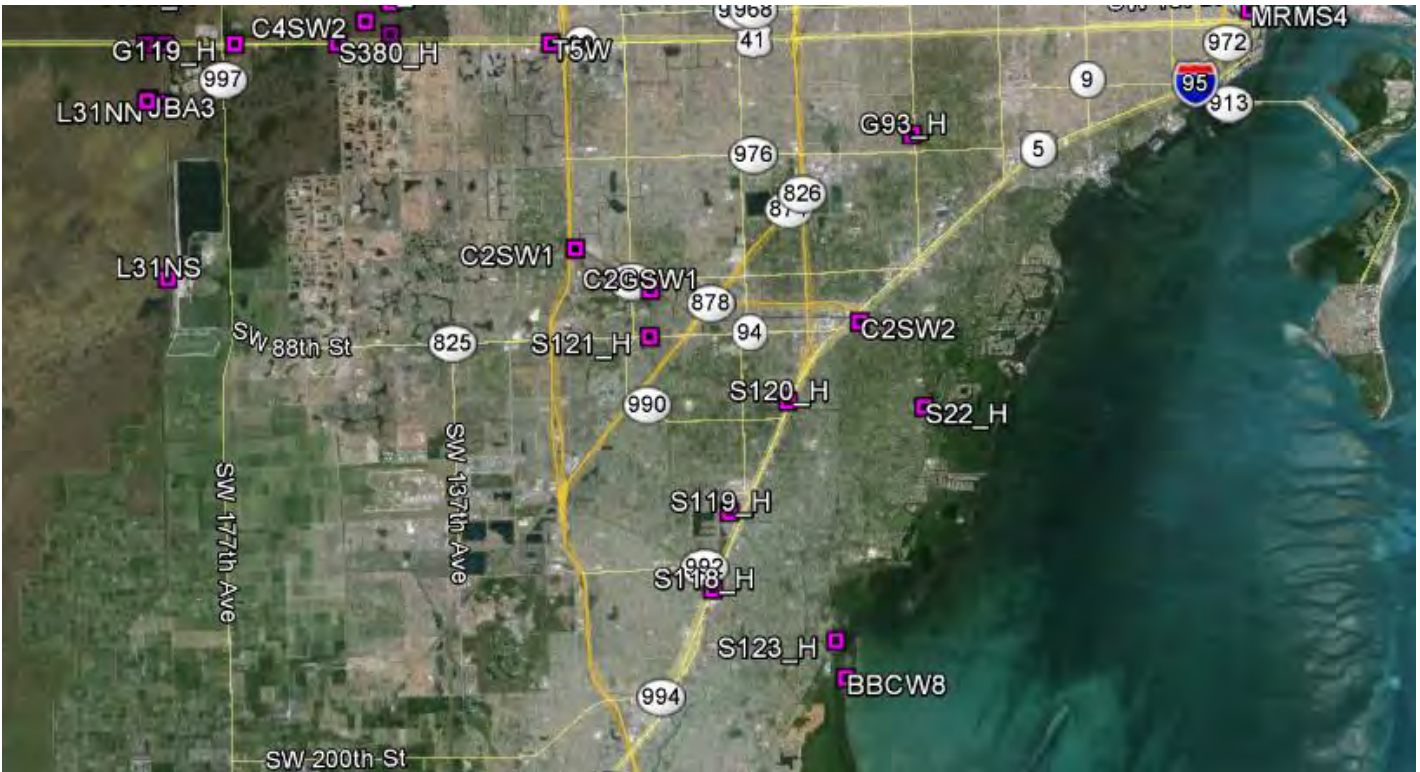 MRMS4
968
C4SW2
G119_H
S380_H
T5W
41
972
997
9
95
913
L31NN
JBA3
G93_H
976
5
826
C2SW1
L31NS
C2GSW1
878
C2SW2
SW 88th St
825
S121_H
94
S120_H
990
S22_H
SW 137th Ave
SW 177th Ave
S119_H
992
S118_H
S123_H
BBCW8
994
SW 200th St